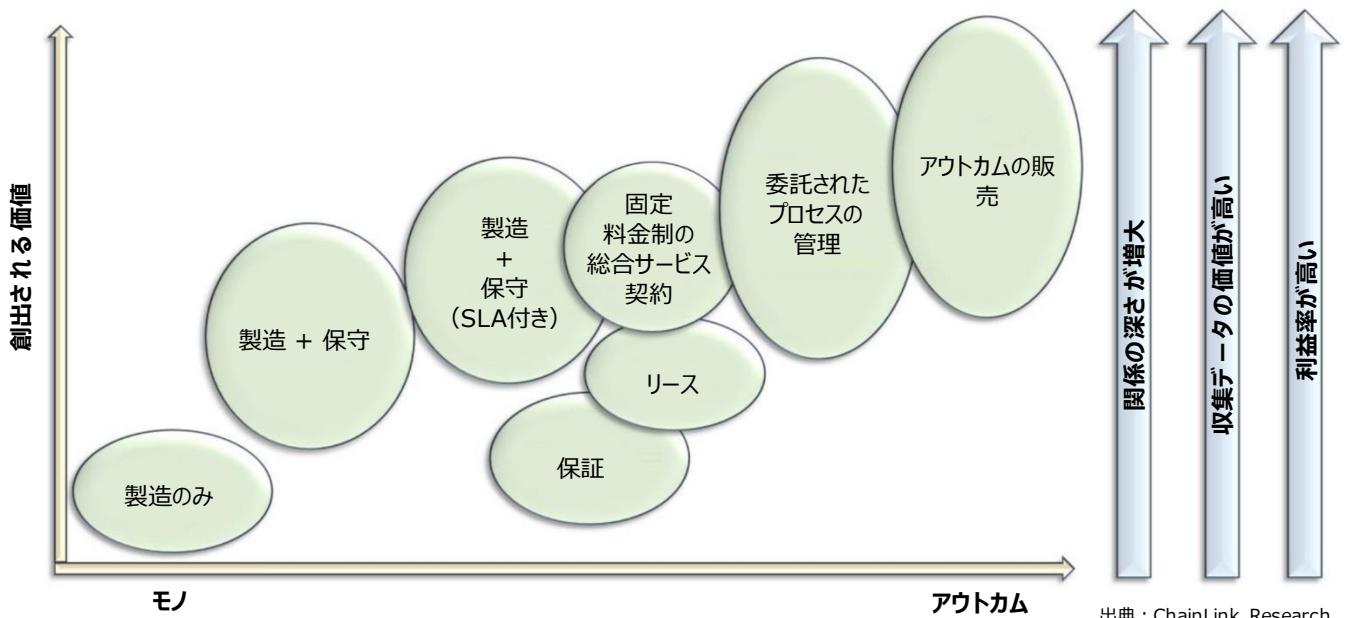 創出される価値
製造のみ
製造 + 保守
製造
+
保守
（SLA付き）
固定
料金制の
総合サービス
契約
リース
保証
委託された
プロセスの
管理
アウトカムの販
売
モノ
アウトカム
関係の深さが増大
収集データの価値が高い
利益率が高い
出典：ChainLink Research